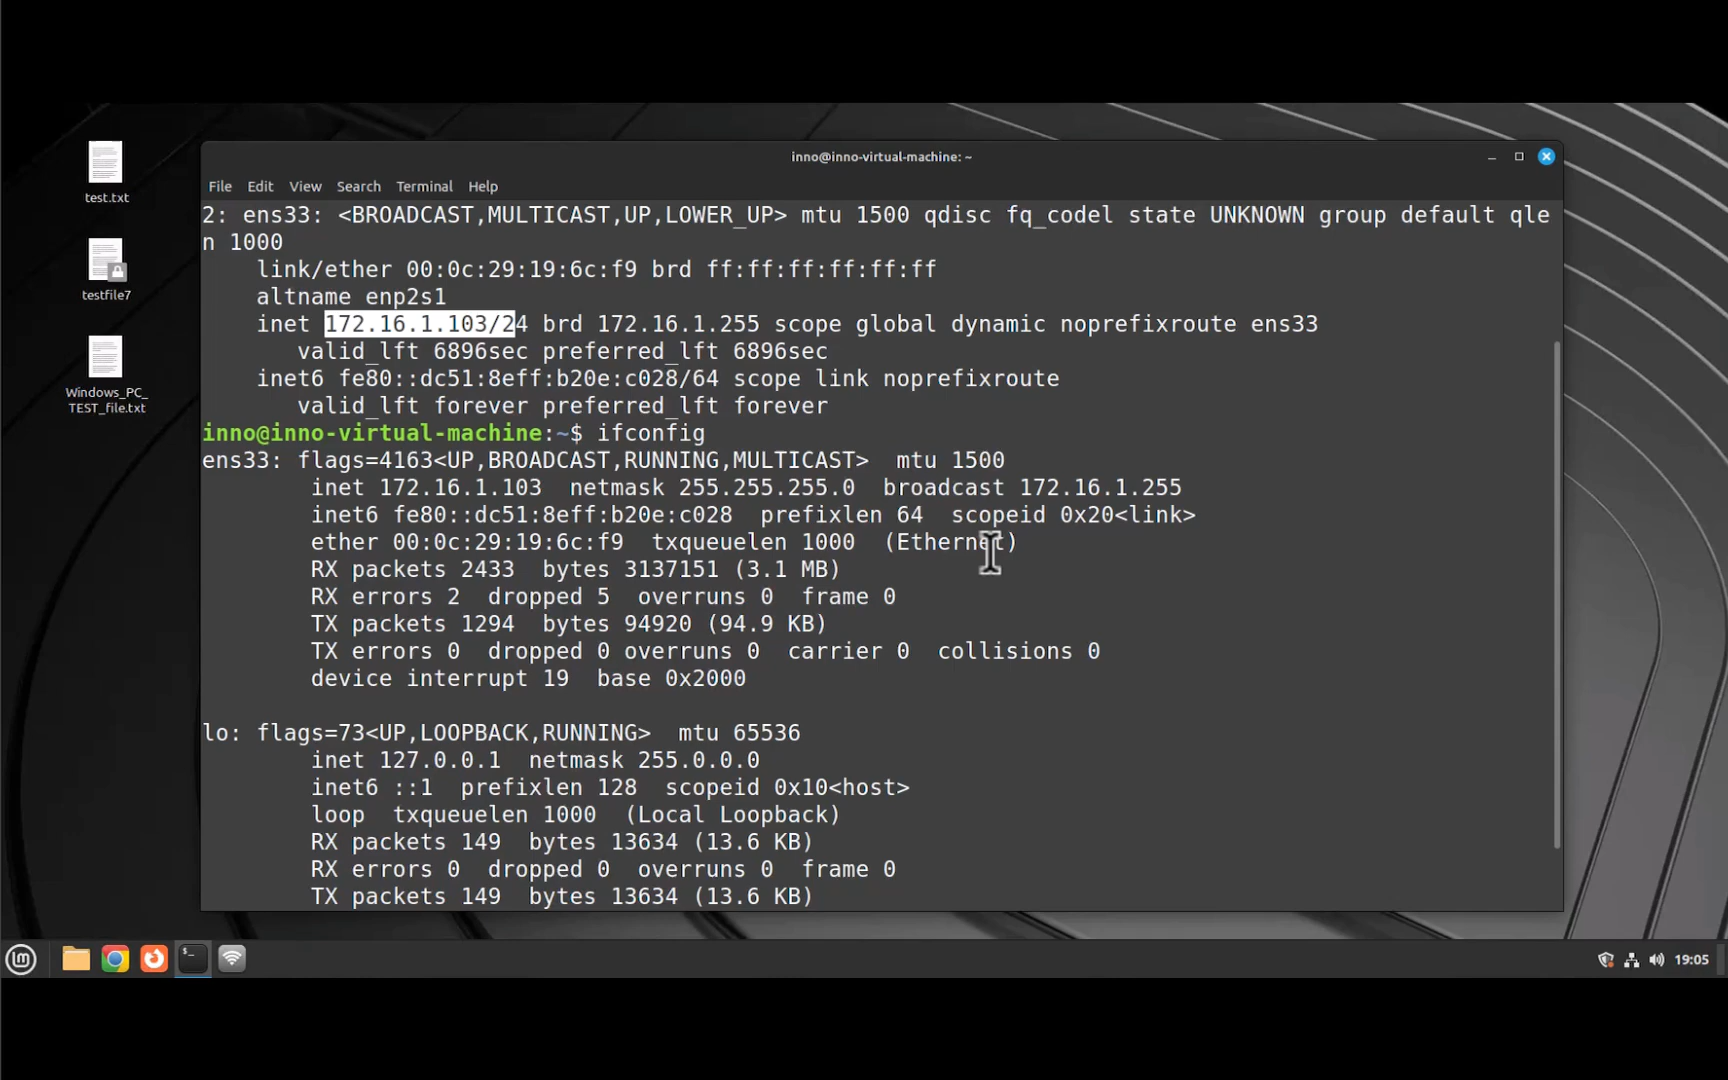 inno@inno-virtual-machine: ~
File Edit View Search Terminal Help
test.txt
testfile7
Windows_PC_
TEST_file.txt
2: ens33: <BROADCAST,MULTICAST,UP,LOWER_UP> mtu 1500 qdisc fq_codel state UNKNOWN group default qle
n 1000
    link/ether 00:0c:29:19:6c:f9 brd ff:ff:ff:ff:ff:ff
    altname enp2s1
    inet 172.16.1.103/24 brd 172.16.1.255 scope global dynamic noprefixroute ens33
       valid_lft 6896sec preferred_lft 6896sec
    inet6 fe80::dc51:8eff:b20e:c028/64 scope link noprefixroute
       valid_lft forever preferred_lft forever
inno@inno-virtual-machine:~$ ifconfig
ens33: flags=4163<UP,BROADCAST,RUNNING,MULTICAST>  mtu 1500
        inet 172.16.1.103  netmask 255.255.255.0  broadcast 172.16.1.255
        inet6 fe80::dc51:8eff:b20e:c028  prefixlen 64  scopeid 0x20<link>
        ether 00:0c:29:19:6c:f9  txqueuelen 1000  (Ethernet)
        RX packets 2433  bytes 3137151 (3.1 MB)
        RX errors 2  dropped 5  overruns 0  frame 0
        TX packets 1294  bytes 94920 (94.9 KB)
        TX errors 0  dropped 0 overruns 0  carrier 0  collisions 0
        device interrupt 19  base 0x2000
lo: flags=73<UP,LOOPBACK,RUNNING>  mtu 65536
        inet 127.0.0.1  netmask 255.0.0.0
        inet6 ::1  prefixlen 128  scopeid 0x10<host>
        loop  txqueuelen 1000  (Local Loopback)
        RX packets 149  bytes 13634 (13.6 KB)
        RX errors 0  dropped 0  overruns 0  frame 0
        TX packets 149  bytes 13634 (13.6 KB)
19:05